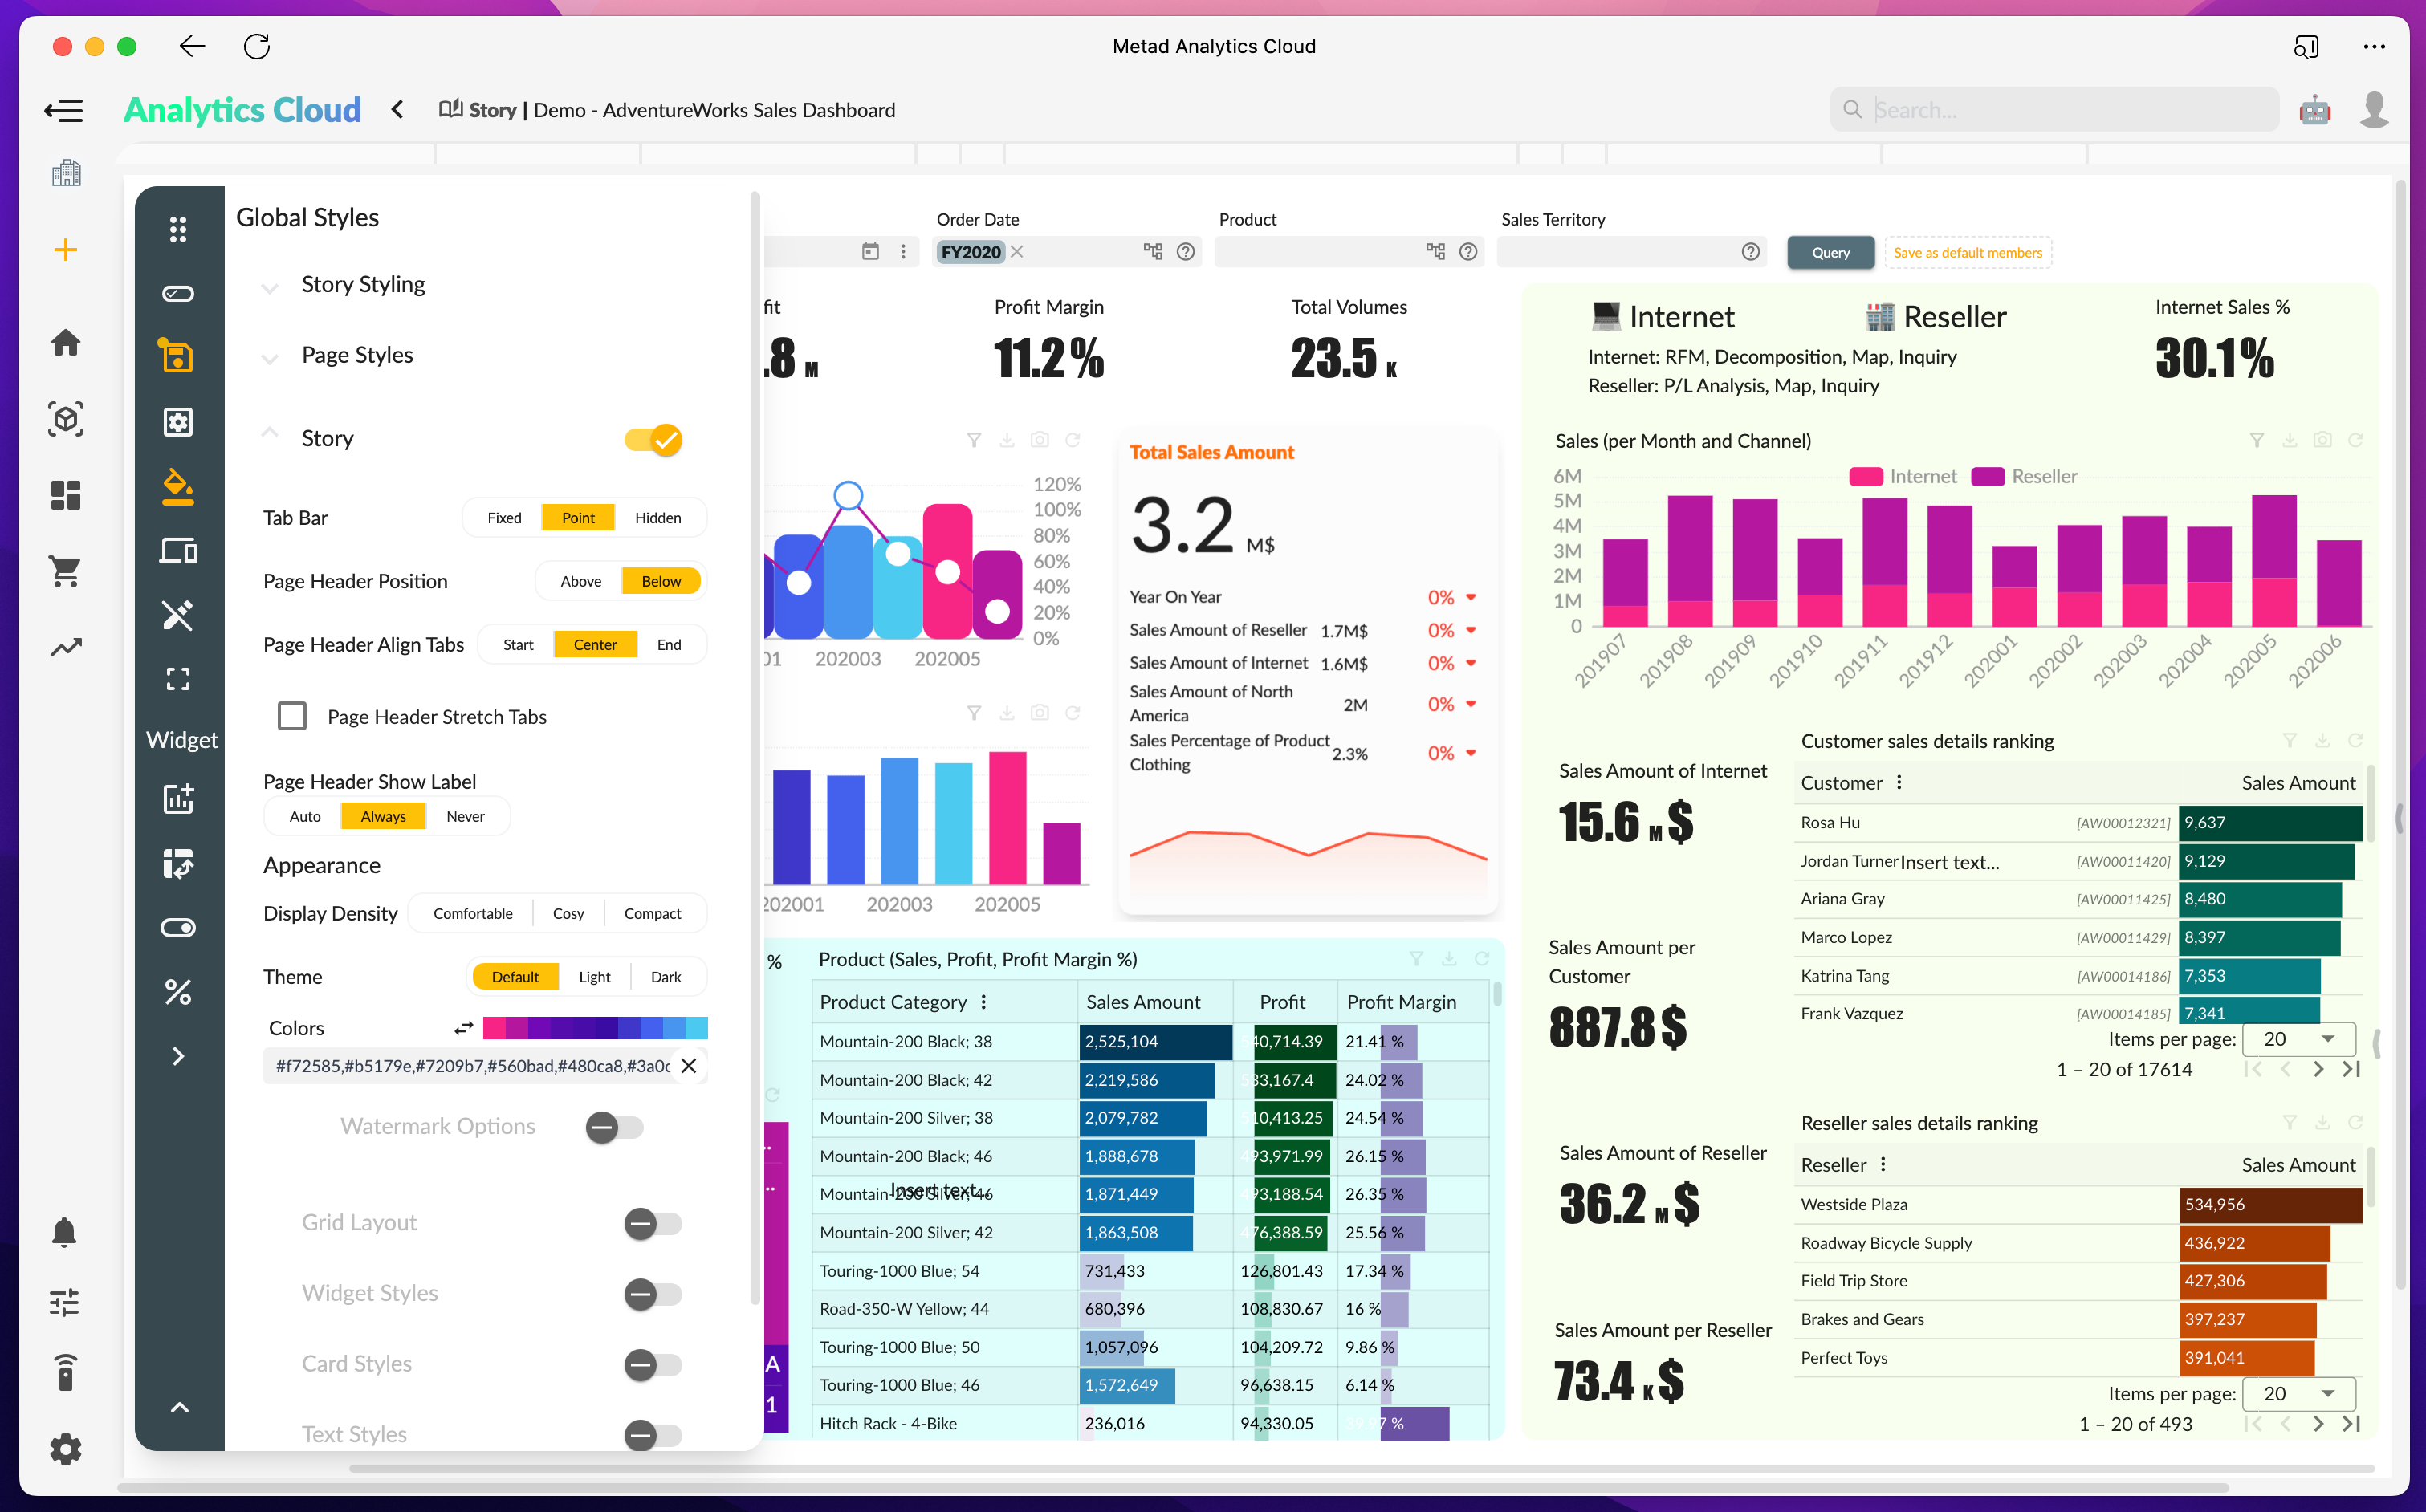 Metad Analytics Cloud
Analytics Cloud
Story | Demo - AdventureWorks Sales Dashboard
Search...
Global Styles
Story Styling
Page Styles
Story
Tab Bar
Fixed
Point
Hidden
Page Header Position
Above
Below
Page Header Align Tabs
Start
Center
End
Page Header Stretch Tabs
Page Header Show Label
Auto
Always
Never
Appearance
Display Density
Comfortable
Cosy
Compact
Theme
Default
Light
Dark
Colors
#f72585,#b5179e,#7209b7,#560bad,#480ca8,#3a0c
Watermark Options
Grid Layout
Widget Styles
Card Styles
Text Styles
Widget
Order Date
FY2020
Product
Sales Territory
Query
Save as default members
fit
.8 M
Profit Margin
11.2%
Total Volumes
23.5 K
120%
100%
80%
60%
40%
20%
0%
01
202003
202005
202001
202003
202005
Total Sales Amount
3.2 M$
Year On Year 0%
Sales Amount of Reseller 1.7M$ 0%
Sales Amount of Internet 1.6M$ 0%
Sales Amount of North
America 2M 0%
Sales Percentage of Product
Clothing 2.3% 0%
💻 Internet
🏬 Reseller
Internet: RFM, Decomposition, Map, Inquiry
Reseller: P/L Analysis, Map, Inquiry
Internet Sales %
30.1%
Sales (per Month and Channel)
Internet Reseller
6M
5M
4M
3M
2M
1M
0
201907
201908
201909
201910
201911
201912
202001
202002
202003
202004
202005
202006
Sales Amount of Internet
15.6 M $
Sales Amount per
Customer
887.8 $
Sales Amount of Reseller
36.2 M $
Sales Amount per Reseller
73.4 K $
Customer sales details ranking
Customer Sales Amount
Rosa Hu [AW00012321] 9,637
Jordan Turner [AW00011420] 9,129
Insert text...
Ariana Gray [AW00011425] 8,480
Marco Lopez [AW00011429] 8,397
Katrina Tang [AW00014186] 7,353
Frank Vazquez [AW00014185] 7,341
Items per page: 20
1 – 20 of 17614
Reseller sales details ranking
Reseller Sales Amount
Westside Plaza 534,956
Roadway Bicycle Supply 436,922
Field Trip Store 427,306
Brakes and Gears 397,237
Perfect Toys 391,041
Items per page: 20
1 – 20 of 493
%
..
..
A
1
Product (Sales, Profit, Profit Margin %)
Product Category Sales Amount Profit Profit Margin
Mountain-200 Black; 38 2,525,104 21.41 %
Mountain-200 Black; 42 2,219,586 24.02 %
Mountain-200 Silver; 38 2,079,782 24.54 %
Mountain-200 Black; 46 1,888,678 26.15 %
Mountain-200 Silver; 46 1,871,449 26.35 %
Insert text...
Mountain-200 Silver; 42 1,863,508 476,388.59 25.56 %
Touring-1000 Blue; 54 731,433 126,801.43 17.34 %
Road-350-W Yellow; 44 680,396 108,830.67 16 %
Touring-1000 Blue; 50 1,057,096 104,209.72 9.86 %
Touring-1000 Blue; 46 1,572,649 96,638.15 6.14 %
Hitch Rack - 4-Bike 236,016 94,330.05